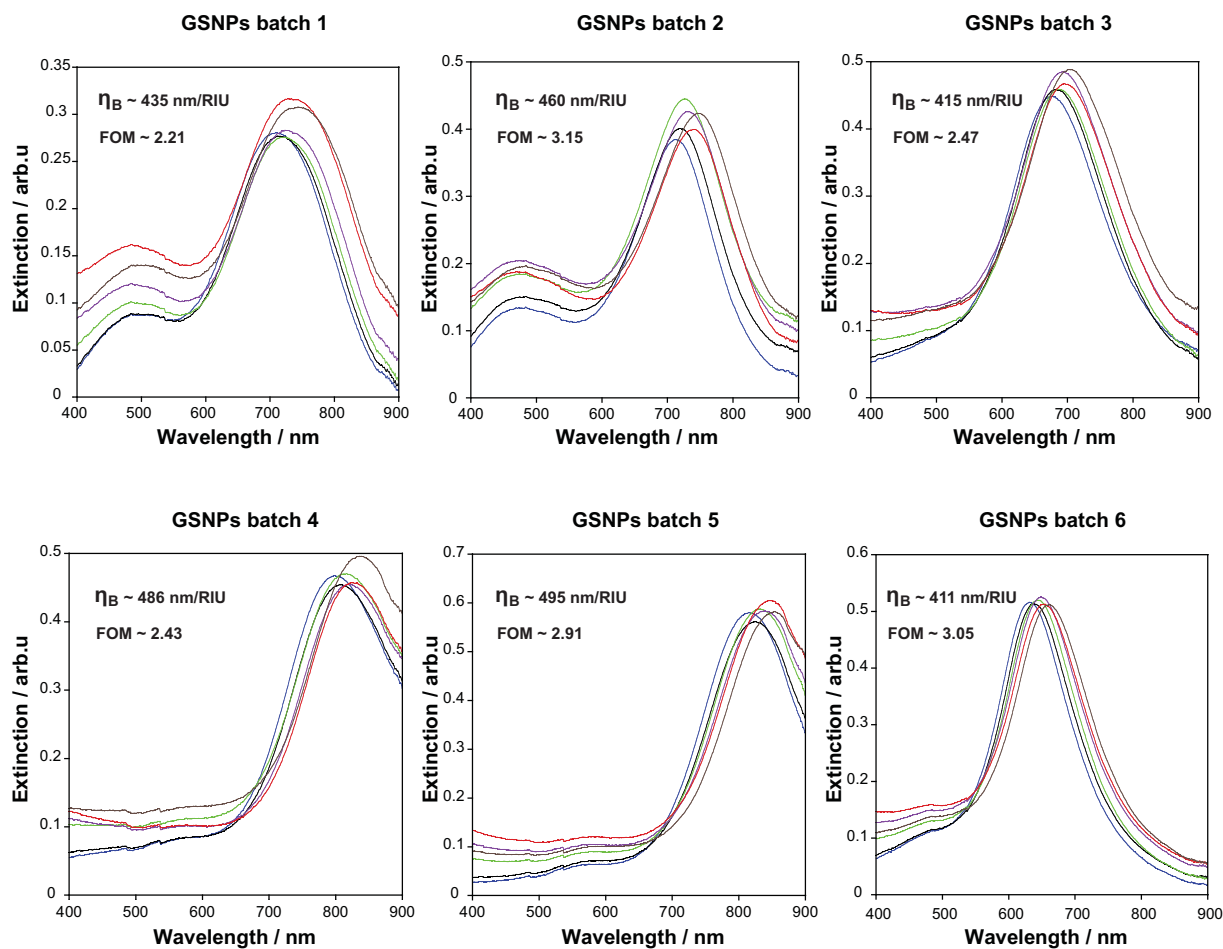 GSNPs batch 1
GSNPs batch 2
GSNPs batch 3
0.35
0.3
0.25
0.2
0.15
0.1
0.05
0
Extinction / arb.u
ηB ~ 435 nm/RIU
FOM ~ 2.21
400 500 600 700 800 900
Wavelength / nm
0.5
0.4
0.3
0.2
0.1
0
Extinction / arb.u
ηB ~ 460 nm/RIU
FOM ~ 3.15
400 500 600 700 800 900
Wavelength / nm
0.5
0.4
0.3
0.2
0.1
0
Extinction / arb.u
ηB ~ 415 nm/RIU
FOM ~ 2.47
400 500 600 700 800 900
Wavelength / nm
GSNPs batch 4
GSNPs batch 5
GSNPs batch 6
0.5
0.4
0.3
0.2
0.1
0
Extinction / arb.u
ηB ~ 486 nm/RIU
FOM ~ 2.43
400 500 600 700 800 900
Wavelength / nm
0.7
0.6
0.5
0.4
0.3
0.2
0.1
0
Extinction / arb.u
ηB ~ 495 nm/RIU
FOM ~ 2.91
400 500 600 700 800 900
Wavelength / nm
0.6
0.5
0.4
0.3
0.2
0.1
0
Extinction / arb.u
ηB ~ 411 nm/RIU
FOM ~ 3.05
400 500 600 700 800 900
Wavelength / nm